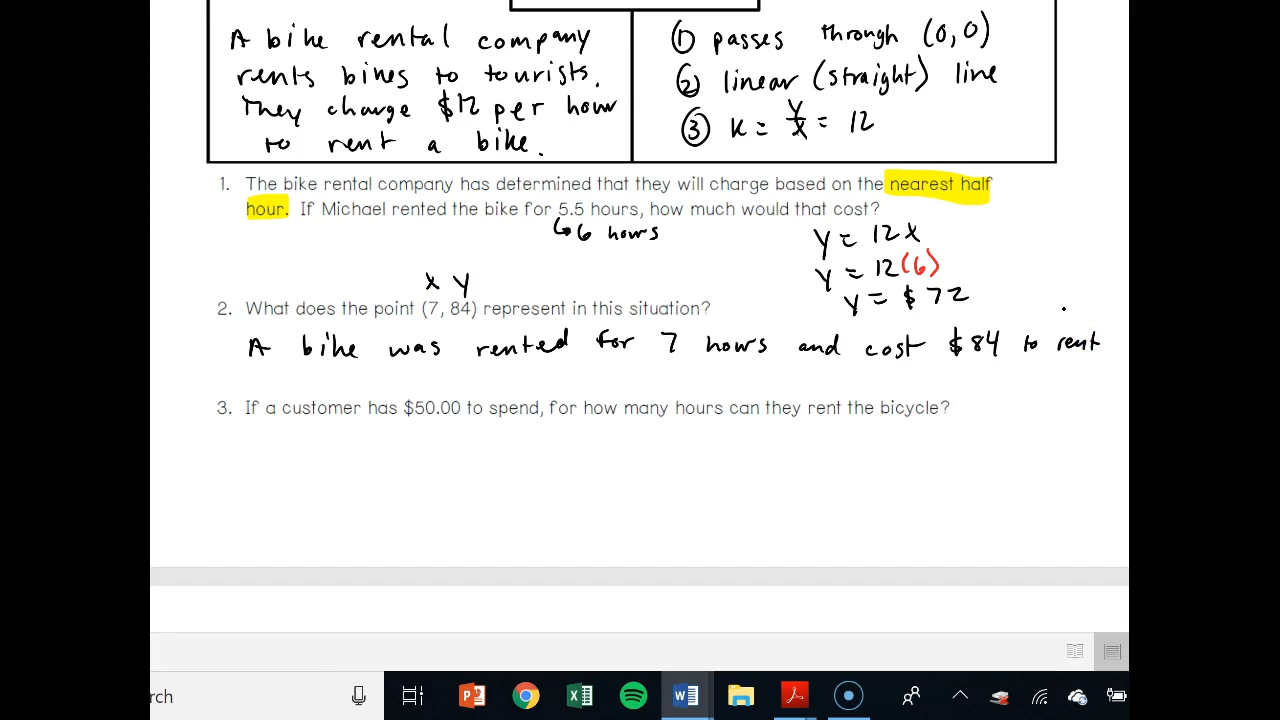 A bike rental company
rents bikes to tourists.
They charge $12 per hour
to rent a bike.
① passes through (0,0)
② linear (straight) line
③ k = y/x = 12
1. The bike rental company has determined that they will charge based on the nearest half
hour. If Michael rented the bike for 5.5 hours, how much would that cost?
↳ 6 hours
y = 12x
y = 12(6)
y = $72
x y
2. What does the point (7, 84) represent in this situation?
A bike was rented for 7 hours and cost $84 to rent
3. If a customer has $50.00 to spend, for how many hours can they rent the bicycle?
rch